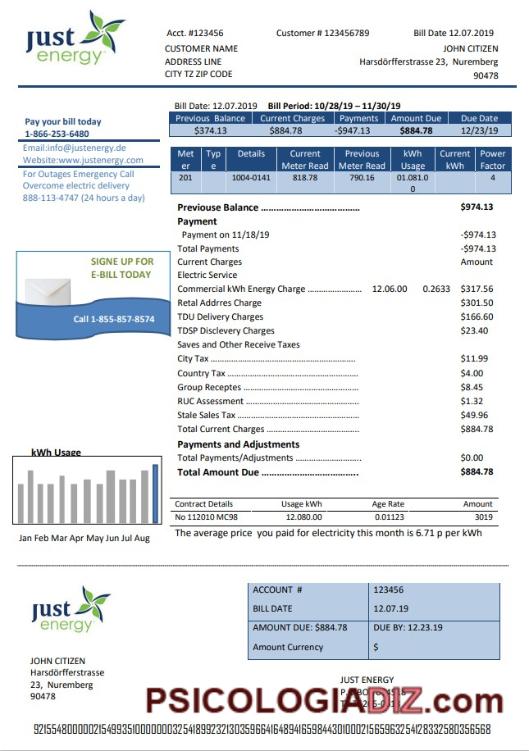 just
energy
Acct. #123456 Customer # 123456789 Bill Date 12.07.2019
CUSTOMER NAME JOHN CITIZEN
ADDRESS LINE Harsdörfferstrasse 23, Nuremberg
CITY TZ ZIP CODE 90478
Bill Date: 12.07.2019 Bill Period: 10/28/19 – 11/30/19
Previous Balance Current Charges Payments Amount Due Due Date
$374.13 $884.78 -$947.13 $884.78 12/23/19
Pay your bill today
1-866-253-6480
Email:info@justenergy.de
Website:www.justenergy.com
For Outages Emergency Call
Overcome electric delivery
888-113-4747 (24 hours a day)
Met Typ Details Current Previous kWh Current Power
er e Meter Read Meter Read Usage kWh Factor
201 1004-0141 818.78 790.16 01.081.0 4
0
Previouse Balance ........................................ $974.13
Payment
Payment on 11/18/19 -$974.13
Total Payments -$974.13
Current Charges Amount
Electric Service
Commercial kWh Energy Charge ...................... 12.06.00 0.2633 $317.56
Retal Addrres Charge $301.50
TDU Delivery Charges $166.60
TDSP Disclevery Charges $23.40
Saves and Other Receive Taxes
City Tax ........................................ $11.99
Country Tax ........................................ $4.00
Group Receptes ........................................ $8.45
RUC Assessment ........................................ $1.32
Stale Sales Tax ........................................ $49.96
Total Current Charges ........................................ $884.78
Payments and Adjustments
Total Payments/Adjustments ........................................ $0.00
Total Amount Due ........................................ $884.78
SIGNE UP FOR
E-BILL TODAY
Call 1-855-857-8574
kWh Usage
Jan Feb Mar Apr May Jun Jul Aug
Contract Details Usage kWh Age Rate Amount
No 112010 MC98 12.080.00 0.01123 3019
The average price you paid for electricity this month is 6.71 p per kWh
just
energy
ACCOUNT # 123456
BILL DATE 12.07.19
AMOUNT DUE: $884.78 DUE BY: 12.23.19
Amount Currency $
JOHN CITIZEN
Harsdörfferstrasse
23, Nuremberg
90478
JUST ENERGY
PSICOLOGIADIZ.com